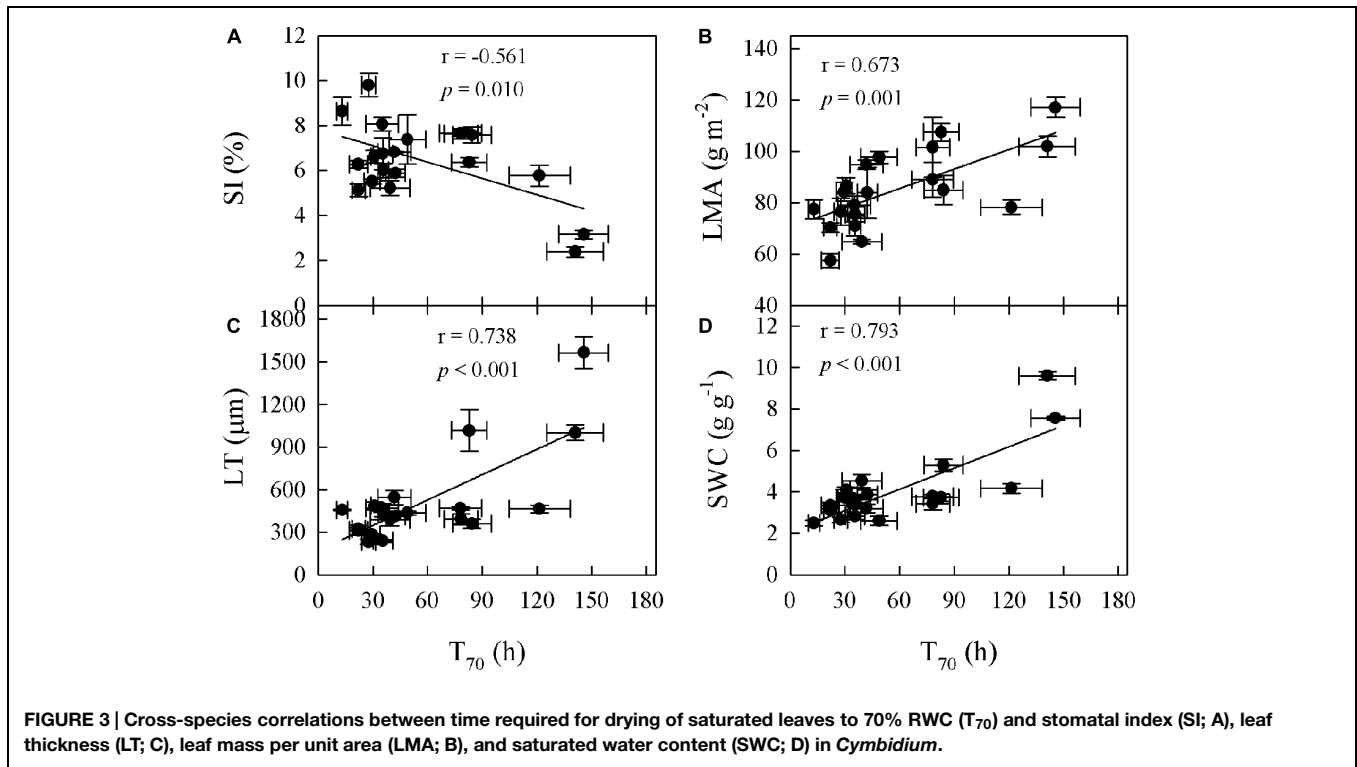 A
12
10
8
6
4
2
0
SI (%)
r = -0.561
p = 0.010
B
140
120
100
80
60
40
LMA (g m-2)
r = 0.673
p = 0.001
C
1800
1500
1200
900
600
300
0
LT (µm)
r = 0.738
p < 0.001
0 30 60 90 120 150 180
T70 (h)
D
12
10
8
6
4
2
0
SWC (g g-1)
r = 0.793
p < 0.001
0 30 60 90 120 150 180
T70 (h)
FIGURE 3 | Cross-species correlations between time required for drying of saturated leaves to 70% RWC (T70) and stomatal index (SI; A), leaf
thickness (LT; C), leaf mass per unit area (LMA; B), and saturated water content (SWC; D) in Cymbidium.